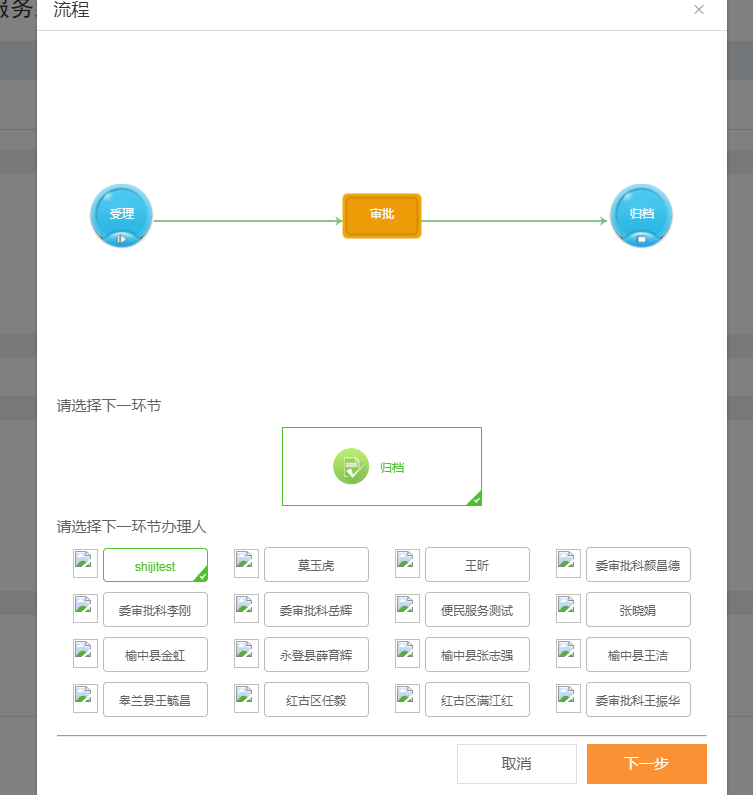 服务
流程
受理 审批 归档
请选择下一环节
归档
请选择下一环节办理人
shijitest 莫玉虎 王昕 委审批科颜昌德
委审批科李刚 委审批科岳辉 便民服务测试 张晓娟
榆中县金虹 永登县薛育辉 榆中县张志强 榆中县王洁
皋兰县王毓昌 红古区任毅 红古区满江红 委审批科王振华
取消 下一步